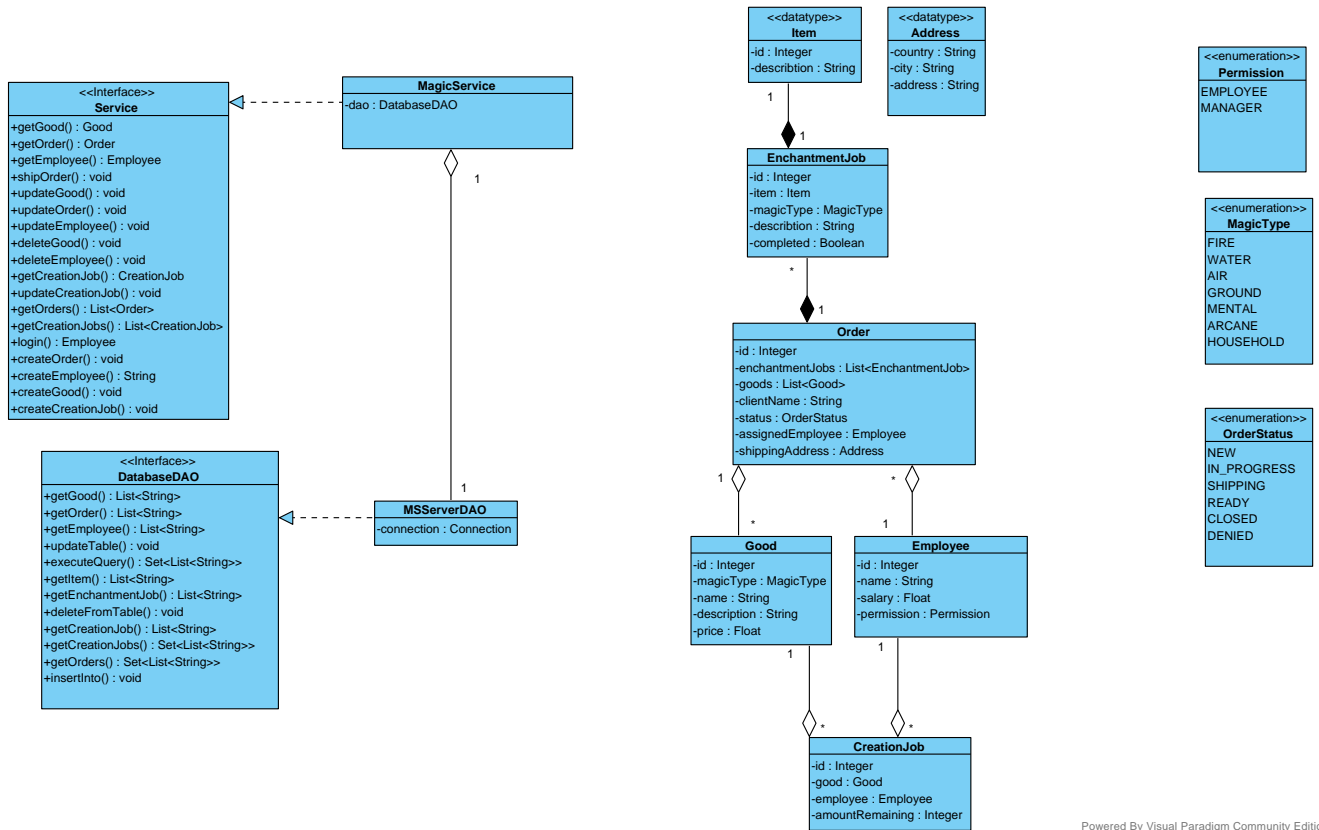 <<Interface>>
Service
+getGood() : Good
+getOrder() : Order
+getEmployee() : Employee
+shipOrder() : void
+updateGood() : void
+updateOrder() : void
+updateEmployee() : void
+deleteGood() : void
+deleteEmployee() : void
+getCreationJob() : CreationJob
+updateCreationJob() : void
+getOrders() : List<Order>
+getCreationJobs() : List<CreationJob>
+login() : Employee
+createOrder() : void
+createEmployee() : String
+createGood() : void
+createCreationJob() : void
MagicService
-dao : DatabaseDAO
1
1
<<Interface>>
DatabaseDAO
+getGood() : List<String>
+getOrder() : List<String>
+getEmployee() : List<String>
+updateTable() : void
+executeQuery() : Set<List<String>>
+getItem() : List<String>
+getEnchantmentJob() : List<String>
+deleteFromTable() : void
+getCreationJob() : List<String>
+getCreationJobs() : Set<List<String>>
+getOrders() : Set<List<String>>
+insertInto() : void
MSServerDAO
-connection : Connection
<<datatype>>
Item
-id : Integer
-describtion : String
<<datatype>>
Address
-country : String
-city : String
-address : String
1
1
EnchantmentJob
-id : Integer
-item : Item
-magicType : MagicType
-describtion : String
-completed : Boolean
*
1
Order
-id : Integer
-enchantmentJobs : List<EnchantmentJob>
-goods : List<Good>
-clientName : String
-status : OrderStatus
-assignedEmployee : Employee
-shippingAddress : Address
1
*
*
1
Good
-id : Integer
-magicType : MagicType
-name : String
-description : String
-price : Float
Employee
-id : Integer
-name : String
-salary : Float
-permission : Permission
1
1
*
*
CreationJob
-id : Integer
-good : Good
-employee : Employee
-amountRemaining : Integer
<<enumeration>>
Permission
EMPLOYEE
MANAGER
<<enumeration>>
MagicType
FIRE
WATER
AIR
GROUND
MENTAL
ARCANE
HOUSEHOLD
<<enumeration>>
OrderStatus
NEW
IN_PROGRESS
SHIPPING
READY
CLOSED
DENIED
Powered By Visual Paradigm Community Editio